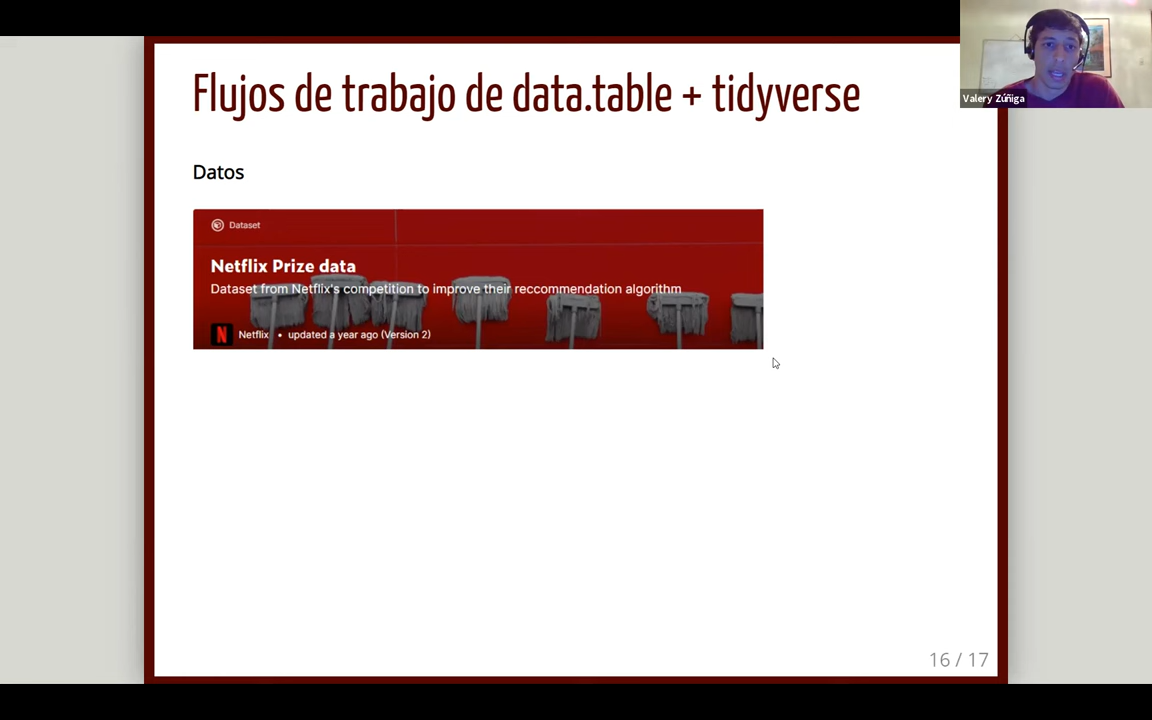 Flujos de trabajo de data.table + tidyverse
Valery Zúñiga
Datos
Dataset
Netflix Prize data
Dataset from Netflix's competition to improve their reccommendation algorithm
N Netflix • updated a year ago (Version 2)
16 / 17